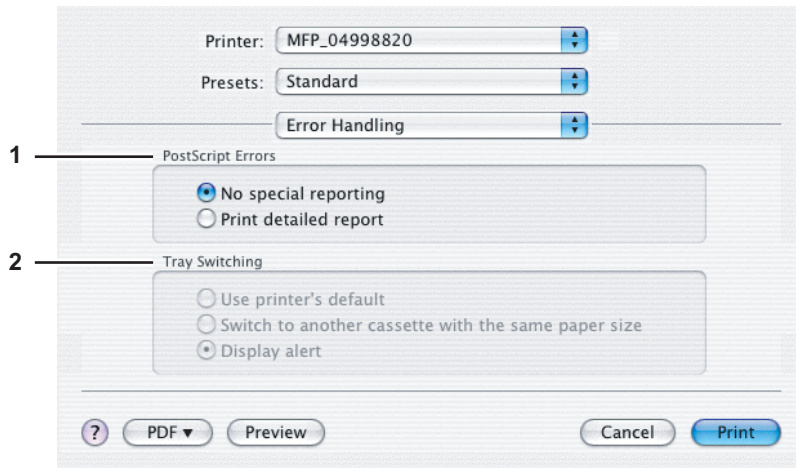 Printer: MFP_04998820
Presets: Standard
Error Handling
1 PostScript Errors
No special reporting
Print detailed report
2 Tray Switching
Use printer's default
Switch to another cassette with the same paper size
Display alert
? PDF ▼ Preview Cancel Print